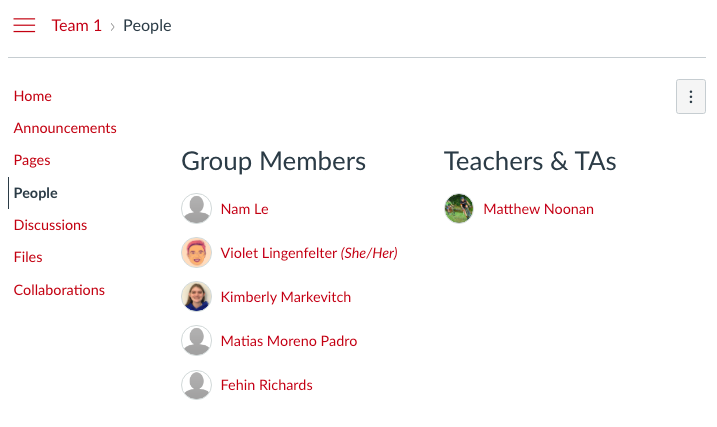 Team 1 › People
Home
Announcements
Pages
People
Discussions
Files
Collaborations
Group Members
Nam Le
Violet Lingenfelter (She/Her)
Kimberly Markevitch
Matias Moreno Padro
Fehin Richards
Teachers & TAs
Matthew Noonan